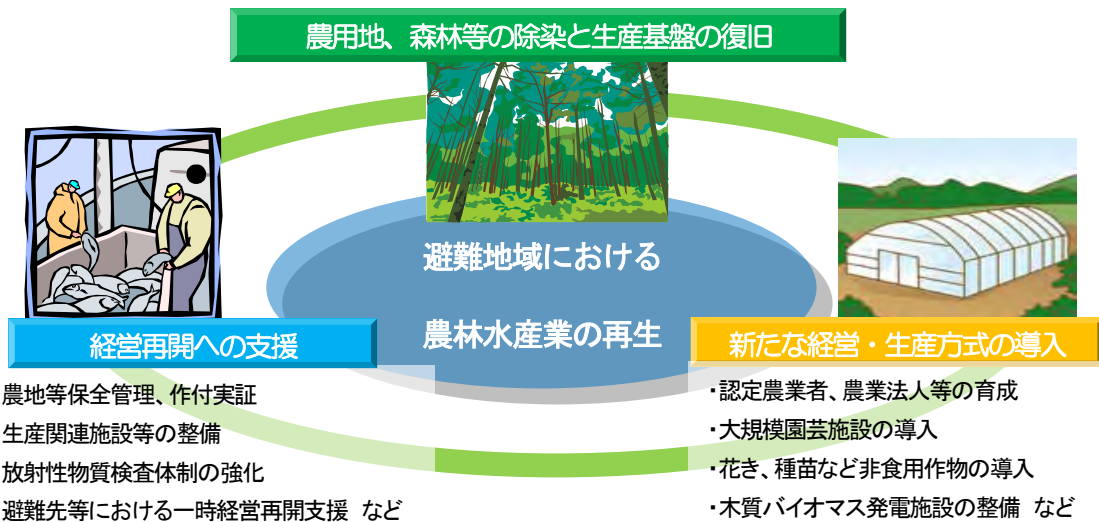 農用地、森林等の除染と生産基盤の復旧
避難地域における
農林水産業の再生
経営再開への支援
農地等保全管理、作付実証
生産関連施設等の整備
放射性物質検査体制の強化
避難先等における一時経営再開支援 など
新たな経営・生産方式の導入
・認定農業者、農業法人等の育成
・大規模園芸施設の導入
・花き、種苗など非食用作物の導入
・木質バイオマス発電施設の整備 など